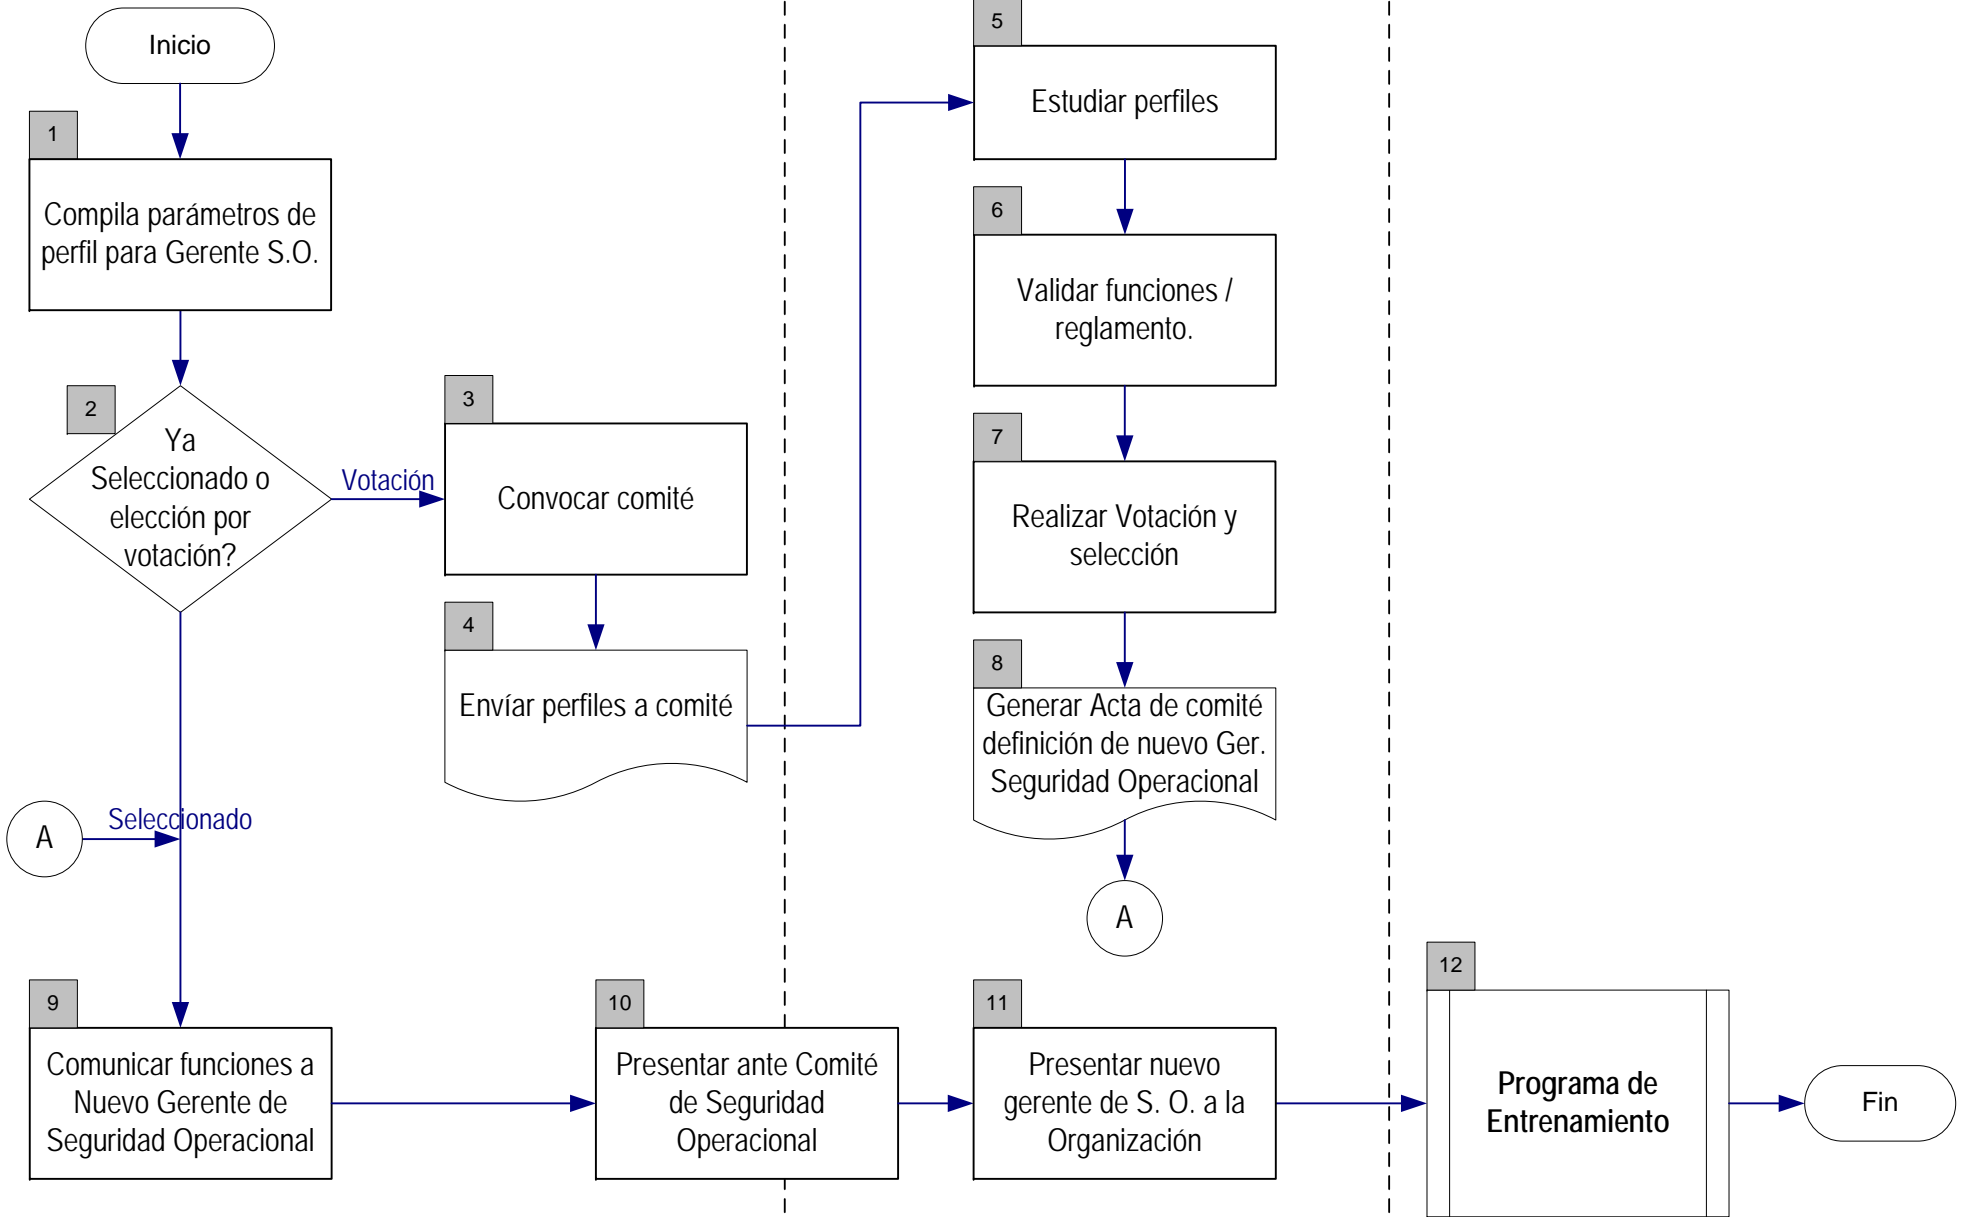 Inicio
1
Compila parámetros de
perfil para Gerente S.O.
2
Ya
Seleccionado o
elección por
votación?
Votación
3
Convocar comité
4
Envíar perfiles a comité
5
Estudiar perfiles
6
Validar funciones /
reglamento.
7
Realizar Votación y
selección
8
Generar Acta de comité
definición de nuevo Ger.
Seguridad Operacional
A
A
Seleccionado
9
Comunicar funciones a
Nuevo Gerente de
Seguridad Operacional
10
Presentar ante Comité
de Seguridad
Operacional
11
Presentar nuevo
gerente de S. O. a la
Organización
12
Programa de
Entrenamiento
Fin